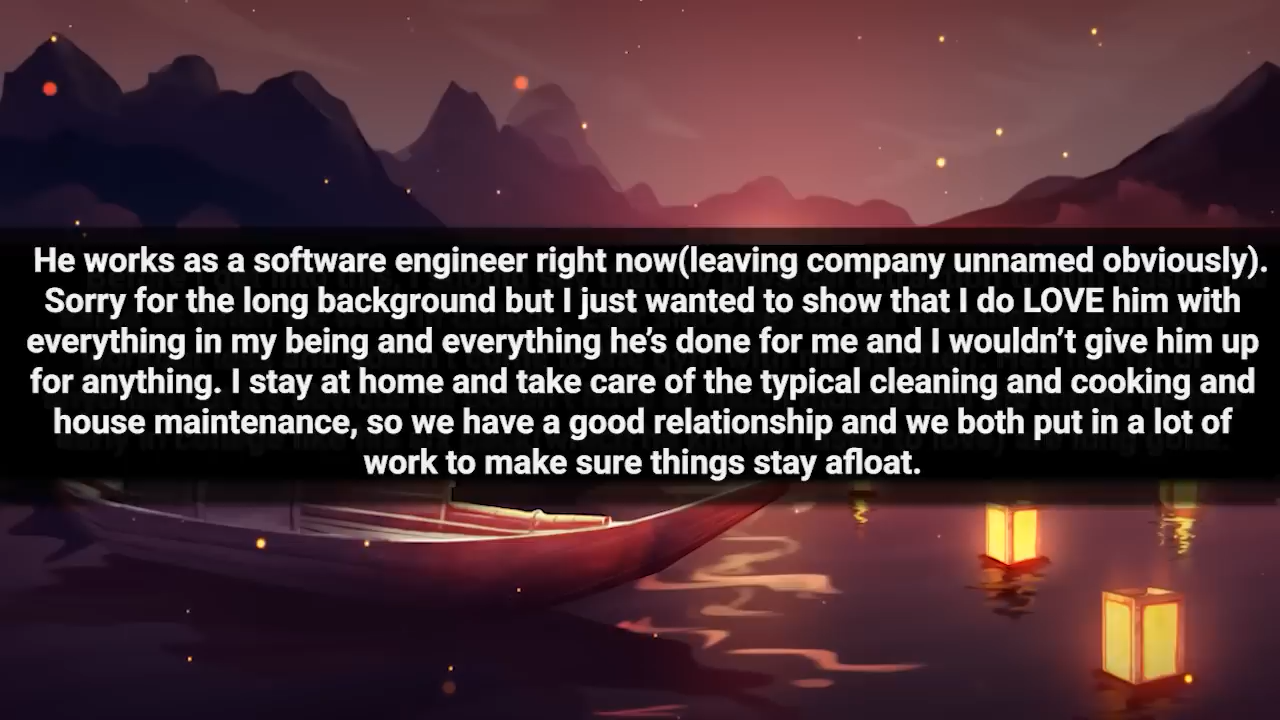 He works as a software engineer right now(leaving company unnamed obviously).
Sorry for the long background but I just wanted to show that I do LOVE him with
everything in my being and everything he’s done for me and I wouldn’t give him up
for anything. I stay at home and take care of the typical cleaning and cooking and
house maintenance, so we have a good relationship and we both put in a lot of
work to make sure things stay afloat.